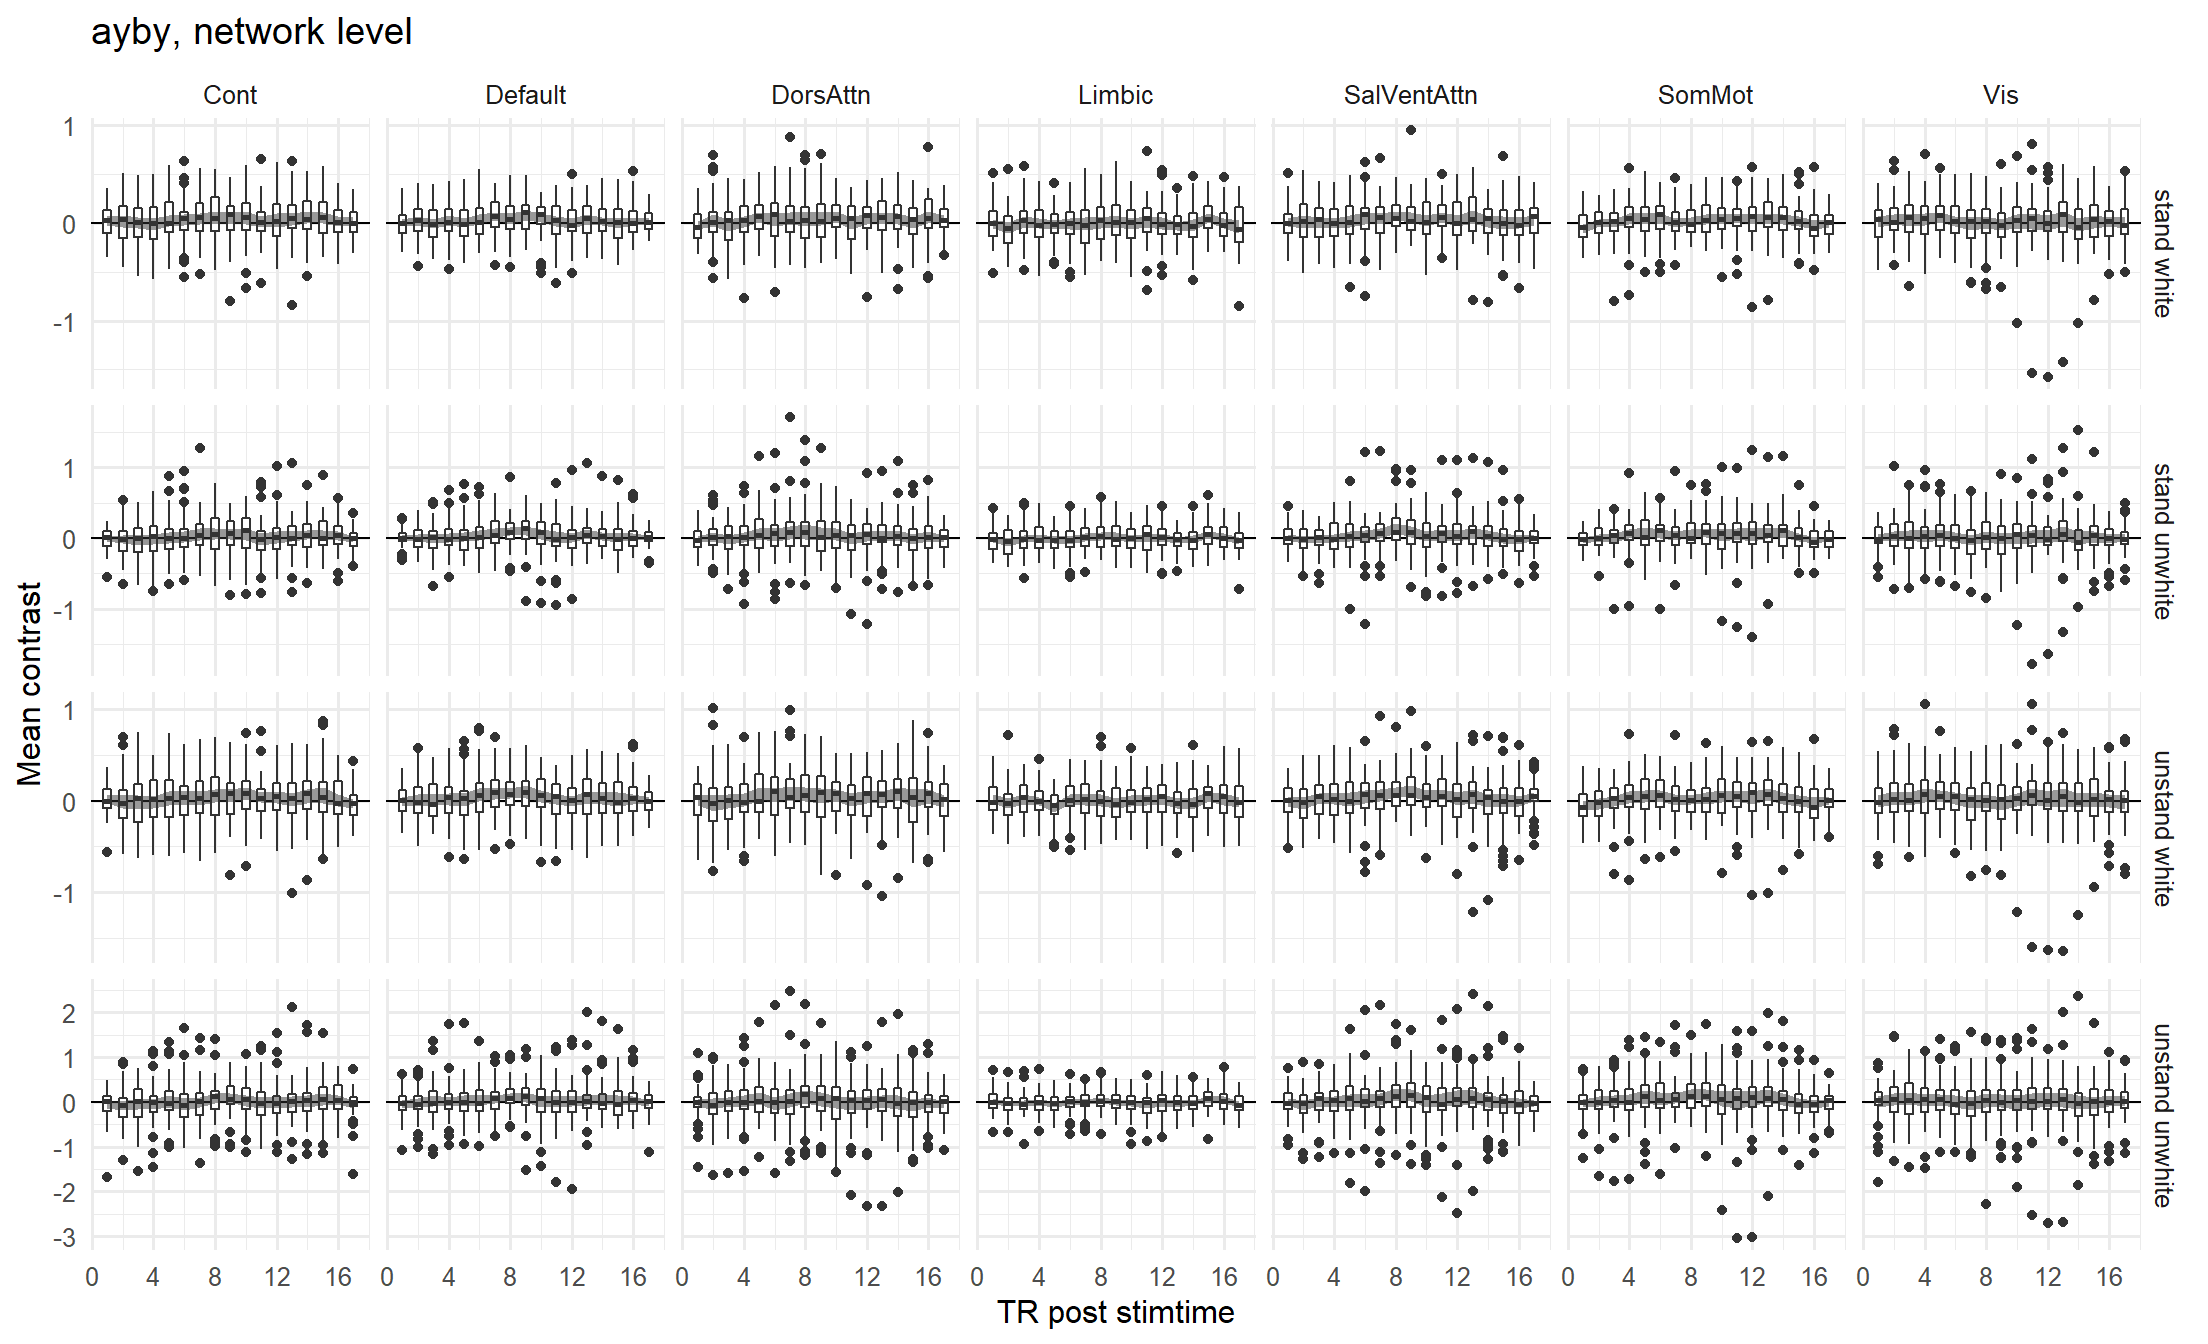 ayby, network level
Cont Default DorsAttn Limbic SalVentAttn SomMot Vis
1
0
-1
stand white
1
0
-1
stand unwhite
Mean contrast
1
0
-1
unstand white
2
1
0
-1
-2
-3
unstand unwhite
0 4 8 12 16 0 4 8 12 16 0 4 8 12 16 0 4 8 12 16 0 4 8 12 16 0 4 8 12 16 0 4 8 12 16
TR post stimtime